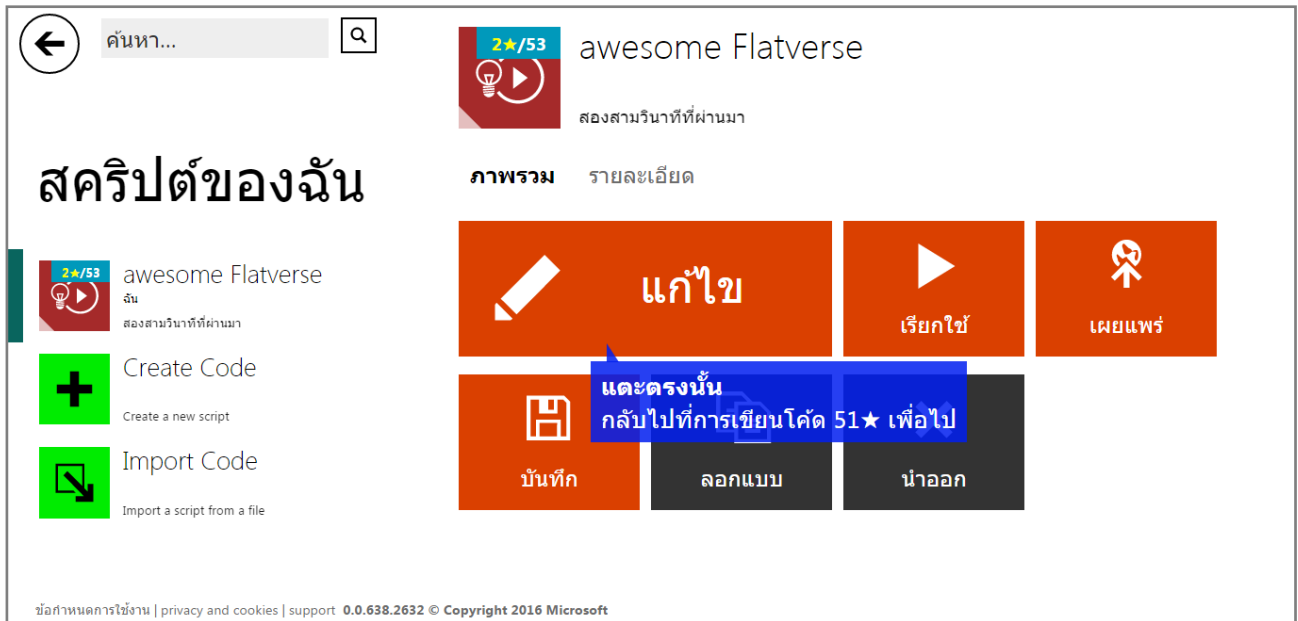 ค้นหา...
สคริปต์ของฉัน
2★/53
awesome Flatverse
ฉัน
สองสามวินาทีที่ผ่านมา
Create Code
Create a new script
Import Code
Import a script from a file
2★/53
awesome Flatverse
สองสามวินาทีที่ผ่านมา
ภาพรวม รายละเอียด
แก้ไข
เรียกใช้
เผยแพร่
แตะตรงนั้น
กลับไปที่การเขียนโค้ด 51★ เพื่อไป
บันทึก
ลอกแบบ
นำออก
ข้อกำหนดการใช้งาน | privacy and cookies | support 0.0.638.2632 © Copyright 2016 Microsoft